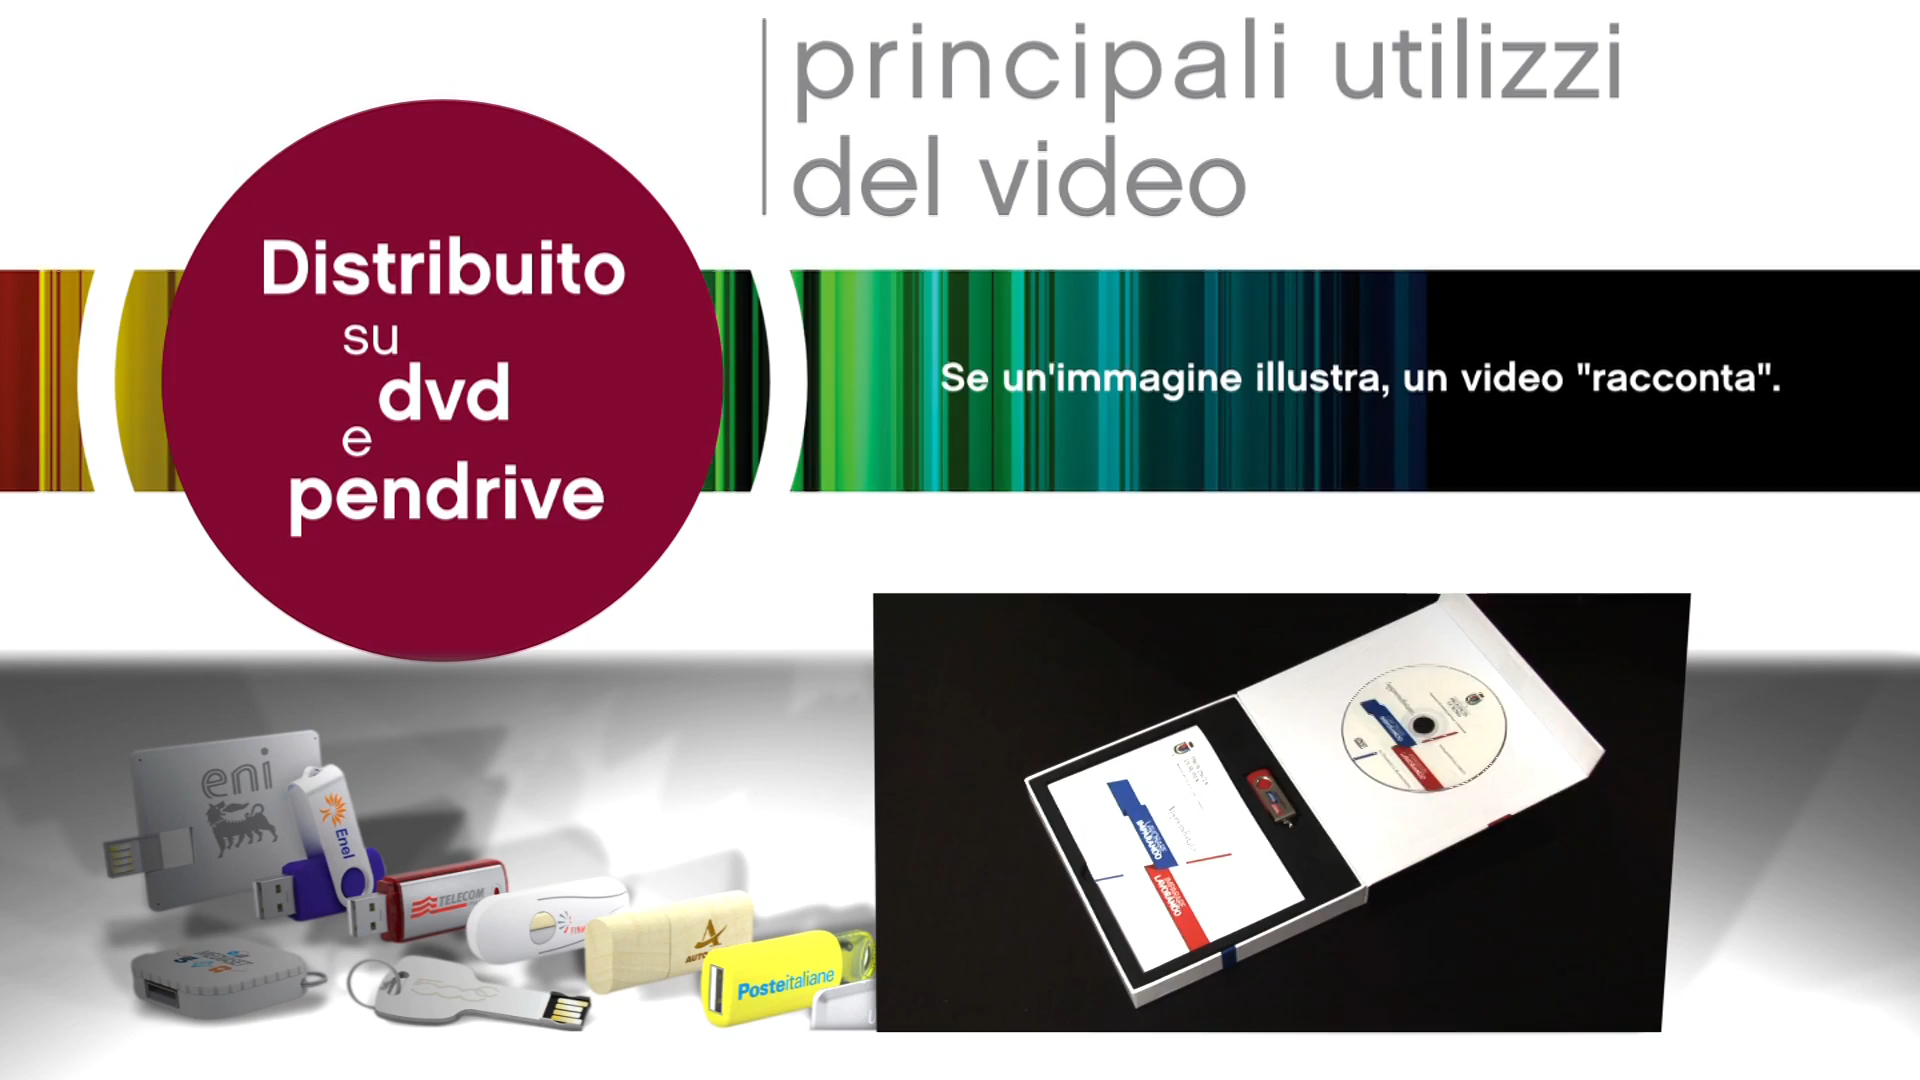 principali utilizzi
del video
Distribuito
su
dvd
e
pendrive
Se un'immagine illustra, un video "racconta".
eni
Enel
TELECOM
Posteitaliane
LAVORANDO